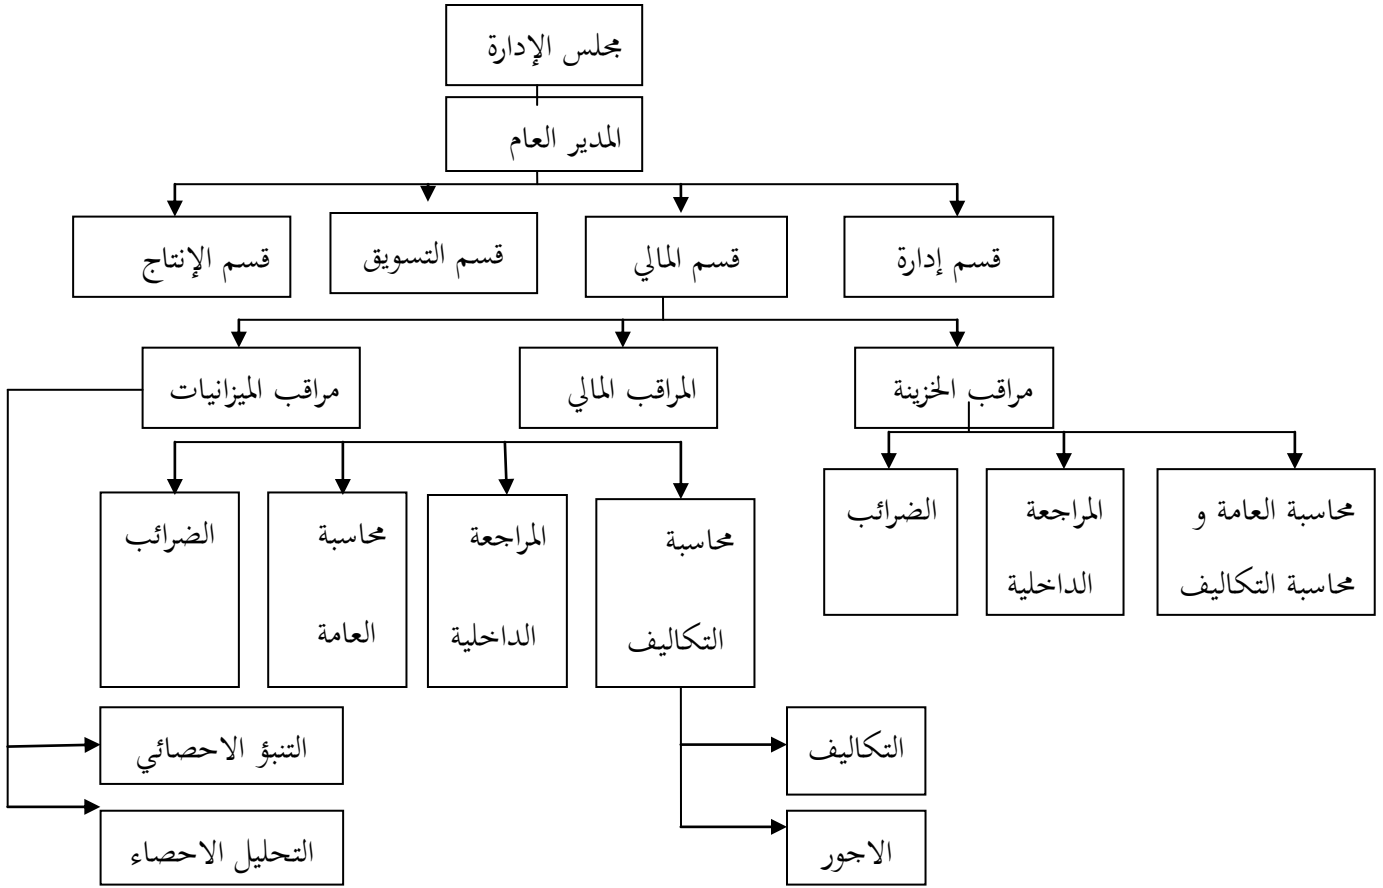 مجلس الإدارة
المدير العام
قسم إدارة
قسم المالي
قسم التسويق
قسم الإنتاج
مراقب الخزينة
المراقب المالي
مراقب الميزانيات
محاسبة العامة و
محاسبة التكاليف
المراجعة
الداخلية
الضرائب
محاسبة
التكاليف
المراجعة
الداخلية
محاسبة
العامة
الضرائب
التكاليف
الاجور
التنبؤ الاحصائي
التحليل الاحصاء